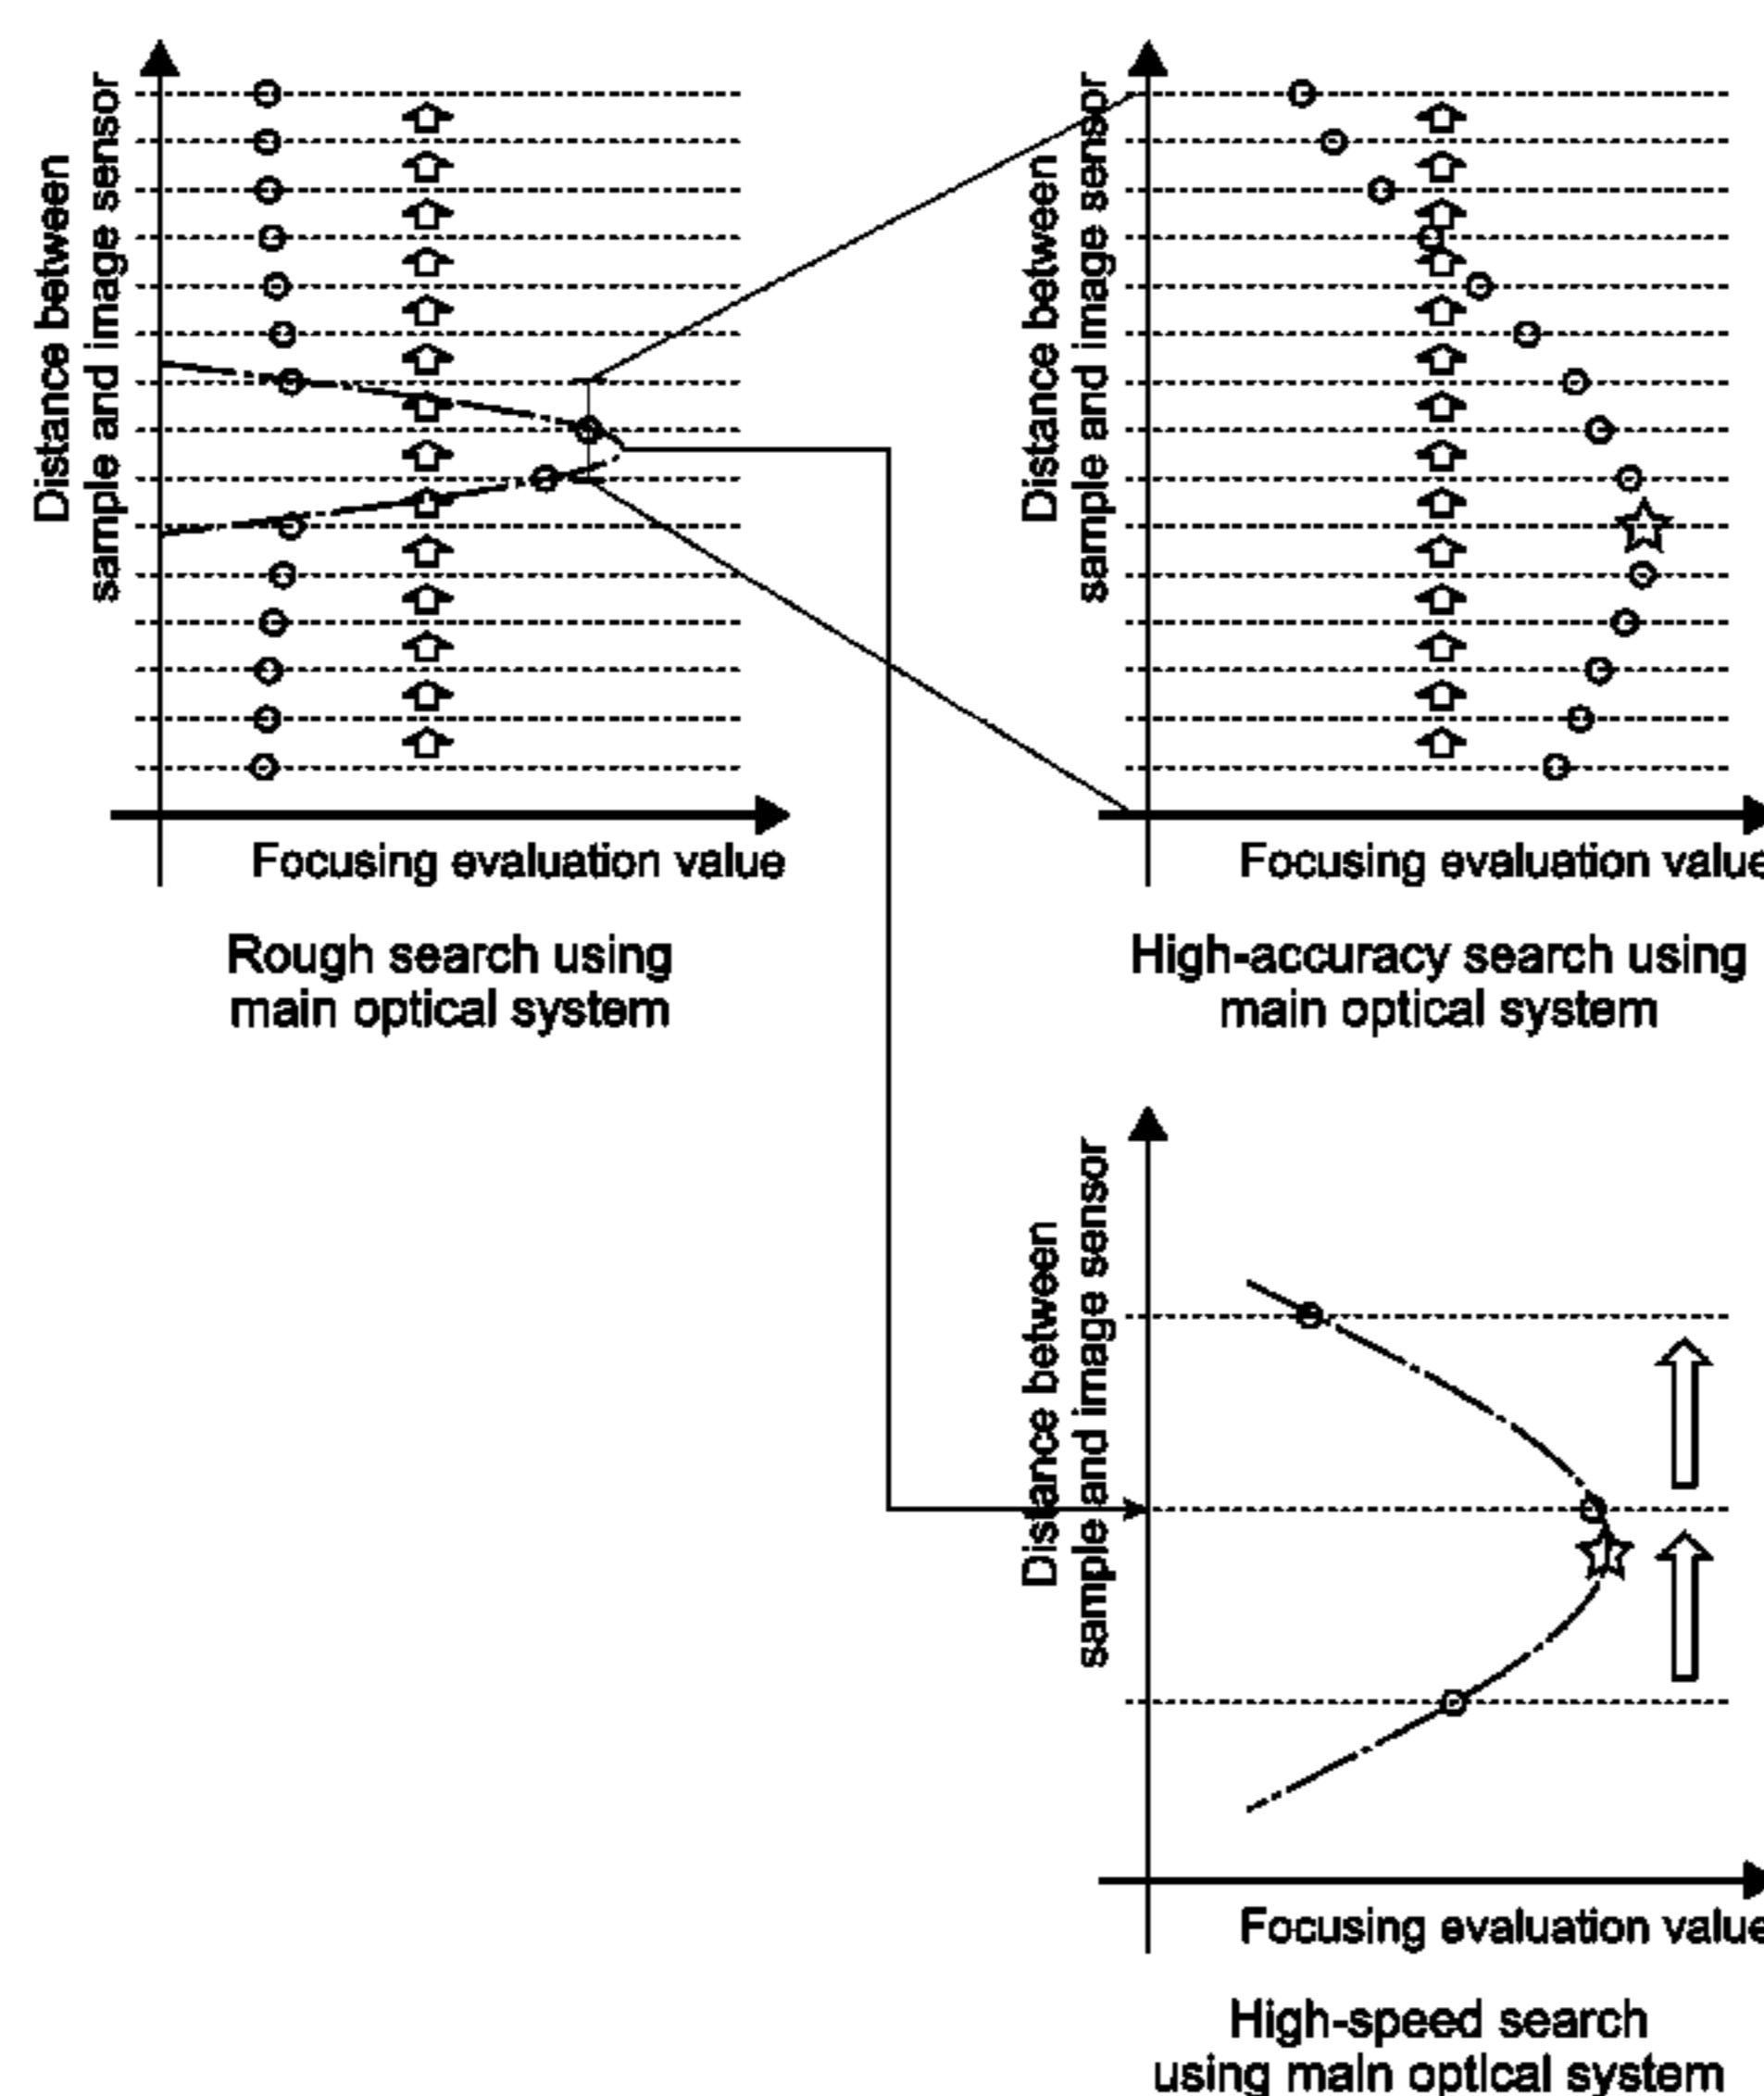 Distance between
sample and image sensor
Focusing evaluation value
Rough search using
main optical system
Distance between
sample and image sensor
Focusing evaluation value
High-accuracy search using
main optical system
Distance between
sample and image sensor
Focusing evaluation value
High-speed search
using main optical system